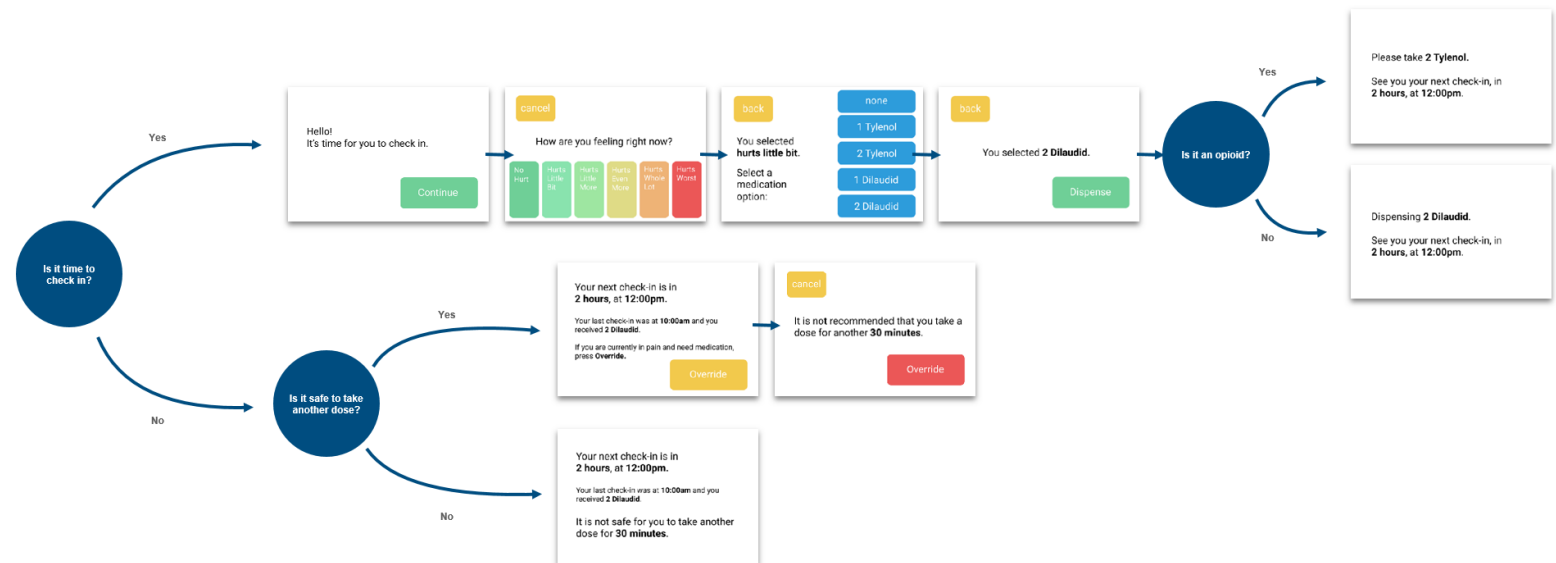 Is it time to
check in?
Yes
Hello!
It's time for you to check in.
Continue
cancel
How are you feeling right now?
No
Hurt
Hurts
Little
Bit
Hurts
Little
More
Hurts
Even
More
Hurts
Whole
Lot
Hurts
Worst
back
You selected
hurts little bit.
Select a
medication
option:
none
1 Tylenol
2 Tylenol
1 Dilaudid
2 Dilaudid
back
You selected 2 Dilaudid.
Dispense
Is it an opioid?
Yes
Please take 2 Tylenol.
See you your next check-in, in
2 hours, at 12:00pm.
No
Dispensing 2 Dilaudid.
See you your next check-in, in
2 hours, at 12:00pm.
No
Is it safe to take
another dose?
Yes
Your next check-in is in
2 hours, at 12:00pm.
Your last check-in was at 10:00am and you
received 2 Dilaudid.
If you are currently in pain and need medication,
press Override.
Override
cancel
It is not recommended that you take a
dose for another 30 minutes.
Override
No
Your next check-in is in
2 hours, at 12:00pm.
Your last check-in was at 10:00am and you
received 2 Dilaudid.
It is not safe for you to take another
dose for 30 minutes.